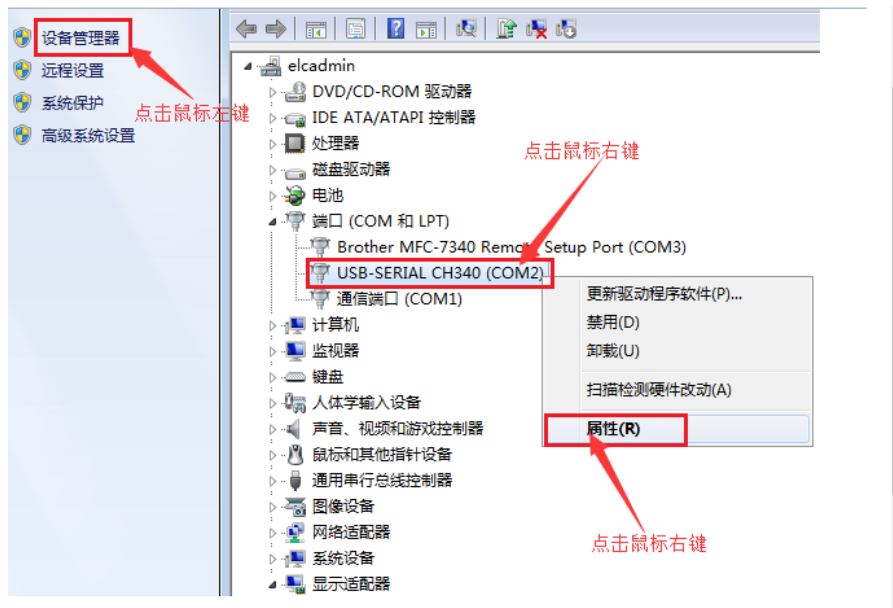 设备管理器
远程设置
系统保护
高级系统设置
点击鼠标左键
elcadmin
DVD/CD-ROM 驱动器
IDE ATA/ATAPI 控制器
处理器
点击鼠标右键
磁盘驱动器
电池
端口 (COM 和 LPT)
Brother MFC-7340 Remote Setup Port (COM3)
USB-SERIAL CH340 (COM2)
通信端口 (COM1)
计算机
监视器
键盘
人体学输入设备
声音、视频和游戏控制器
鼠标和其他指针设备
通用串行总线控制器
图像设备
网络适配器
系统设备
显示适配器
更新驱动程序软件(P)...
禁用(D)
卸载(U)
扫描检测硬件改动(A)
属性(R)
点击鼠标右键